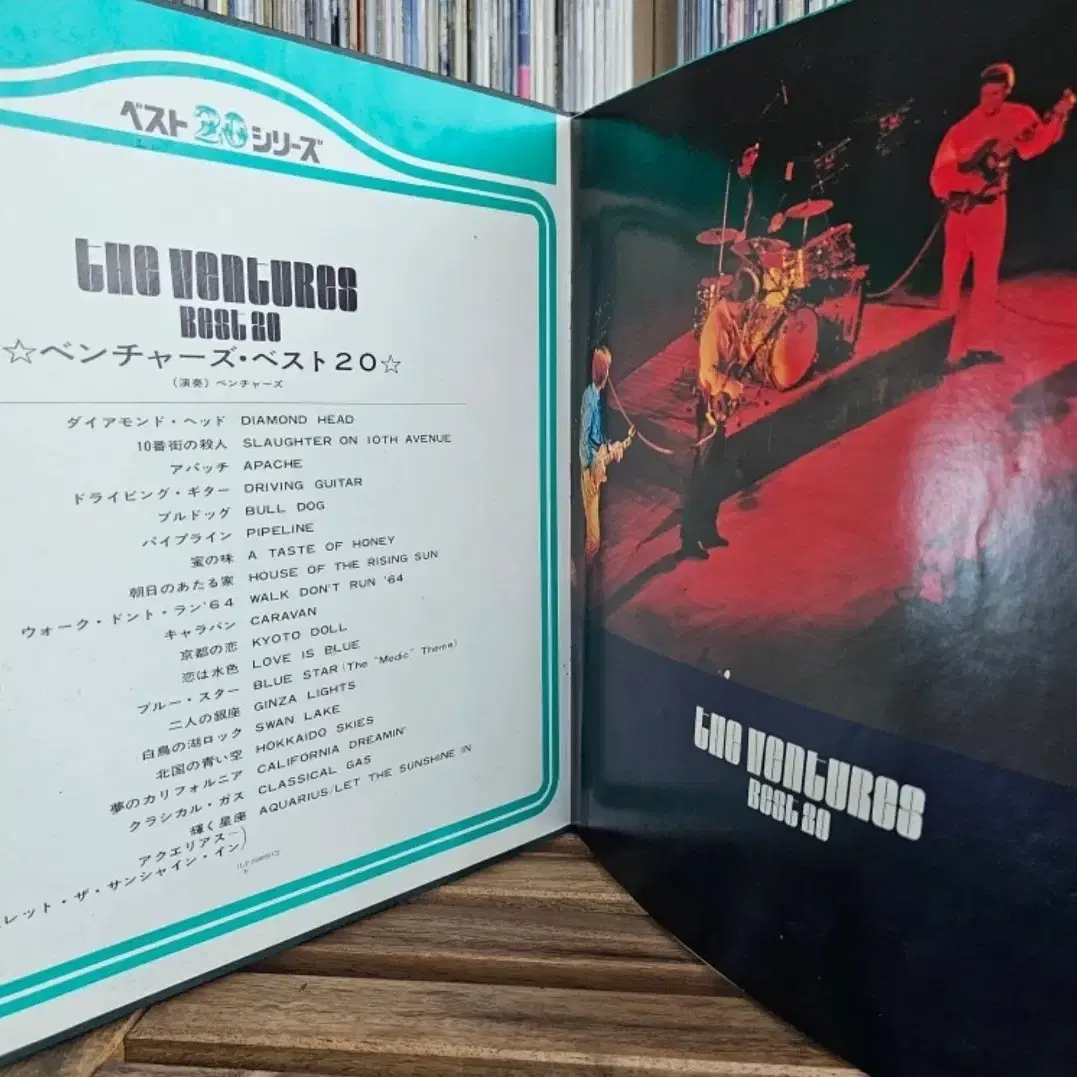 ベスト20シリーズ
the ventures
Best 20
☆ベンチャーズ・ベスト20☆
(演奏) ベンチャーズ
ダイアモンド・ヘッド DIAMOND HEAD
10番街の殺人 SLAUGHTER ON 10TH AVENUE
アパッチ APACHE
ドライビング・ギター DRIVING GUITAR
ブルドッグ BULL DOG
パイプライン PIPELINE
蜜の味 A TASTE OF HONEY
朝日のあたる家 HOUSE OF THE RISING SUN
ウォーク・ドント・ラン'64 WALK DON'T RUN '64
キャラバン CARAVAN
京都の恋 KYOTO DOLL
恋は水色 LOVE IS BLUE
ブルー・スター BLUE STAR (The "Medic" Theme)
二人の銀座 GINZA LIGHTS
白鳥の湖ロック SWAN LAKE
北国の青い空 HOKKAIDO SKIES
夢のカリフォルニア CALIFORNIA DREAMIN'
クラシカル・ガス CLASSICAL GAS
輝く星座 AQUARIUS/LET THE SUNSHINE IN
アクエリアス〜
レット・ザ・サンシャイン・イン)
the ventures
Best 20